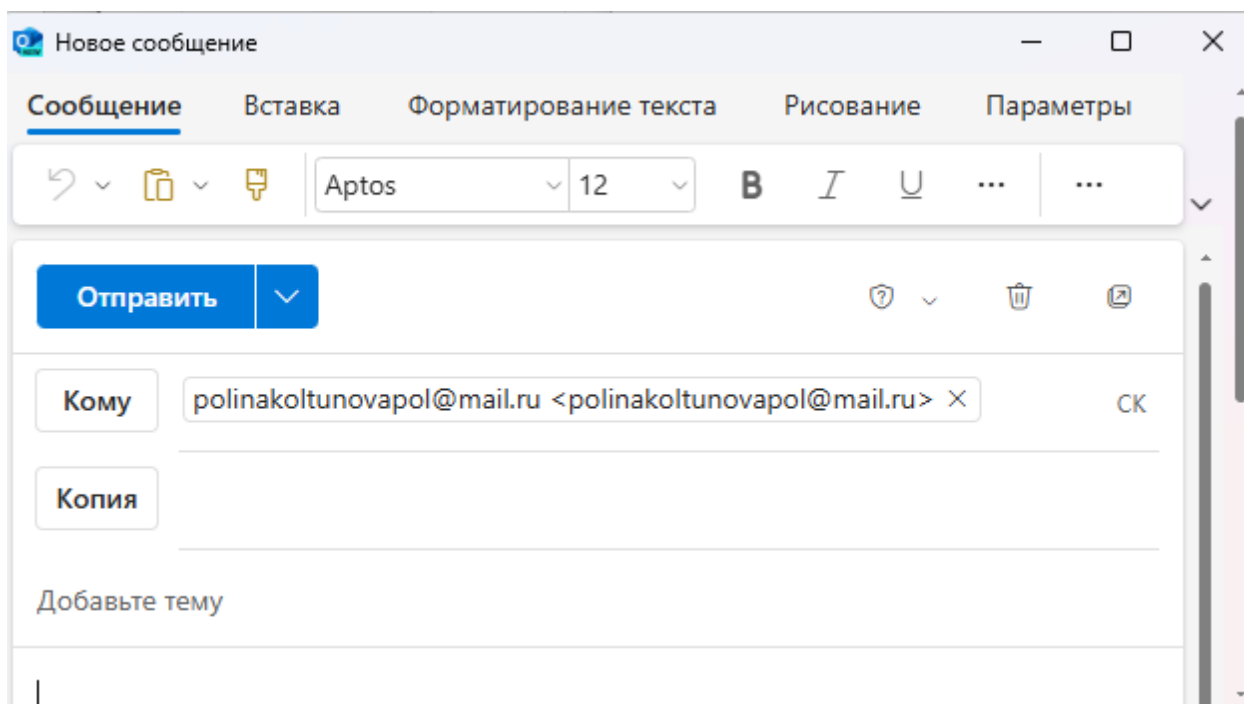 Новое сообщение
Сообщение Вставка Форматирование текста Рисование Параметры
Aptos 12 B I U
Отправить
Кому polinakoltunovapol@mail.ru <polinakoltunovapol@mail.ru> СК
Копия
Добавьте тему